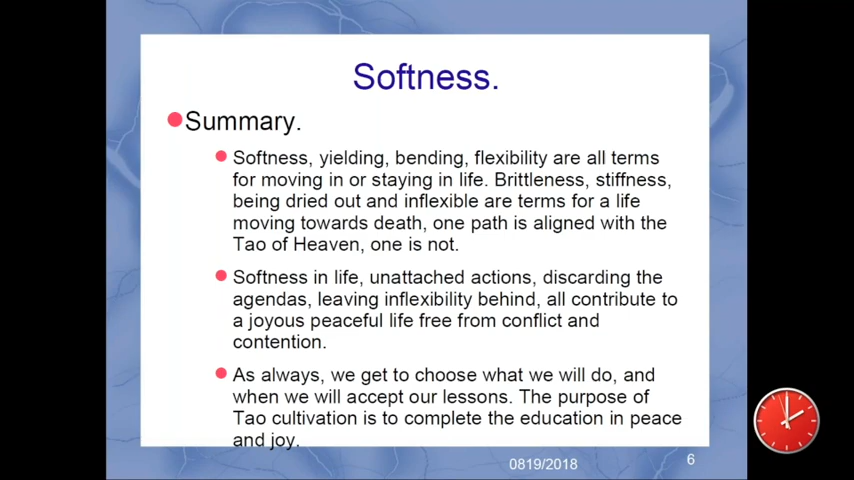 Softness.
Summary.
Softness, yielding, bending, flexibility are all terms
for moving in or staying in life. Brittleness, stiffness,
being dried out and inflexible are terms for a life
moving towards death, one path is aligned with the
Tao of Heaven, one is not.
Softness in life, unattached actions, discarding the
agendas, leaving inflexibility behind, all contribute to
a joyous peaceful life free from conflict and
contention.
As always, we get to choose what we will do, and
when we will accept our lessons. The purpose of
Tao cultivation is to complete the education in peace
and joy.
0819/2018
6